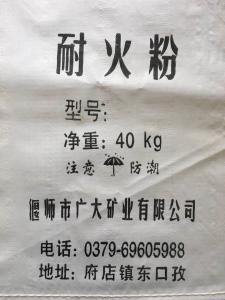 耐火粉
型号:
净重: 40 kg
注意 防潮
偃师市广大矿业有限公司
电话: 0379-69605988
地址: 府店镇东口孜